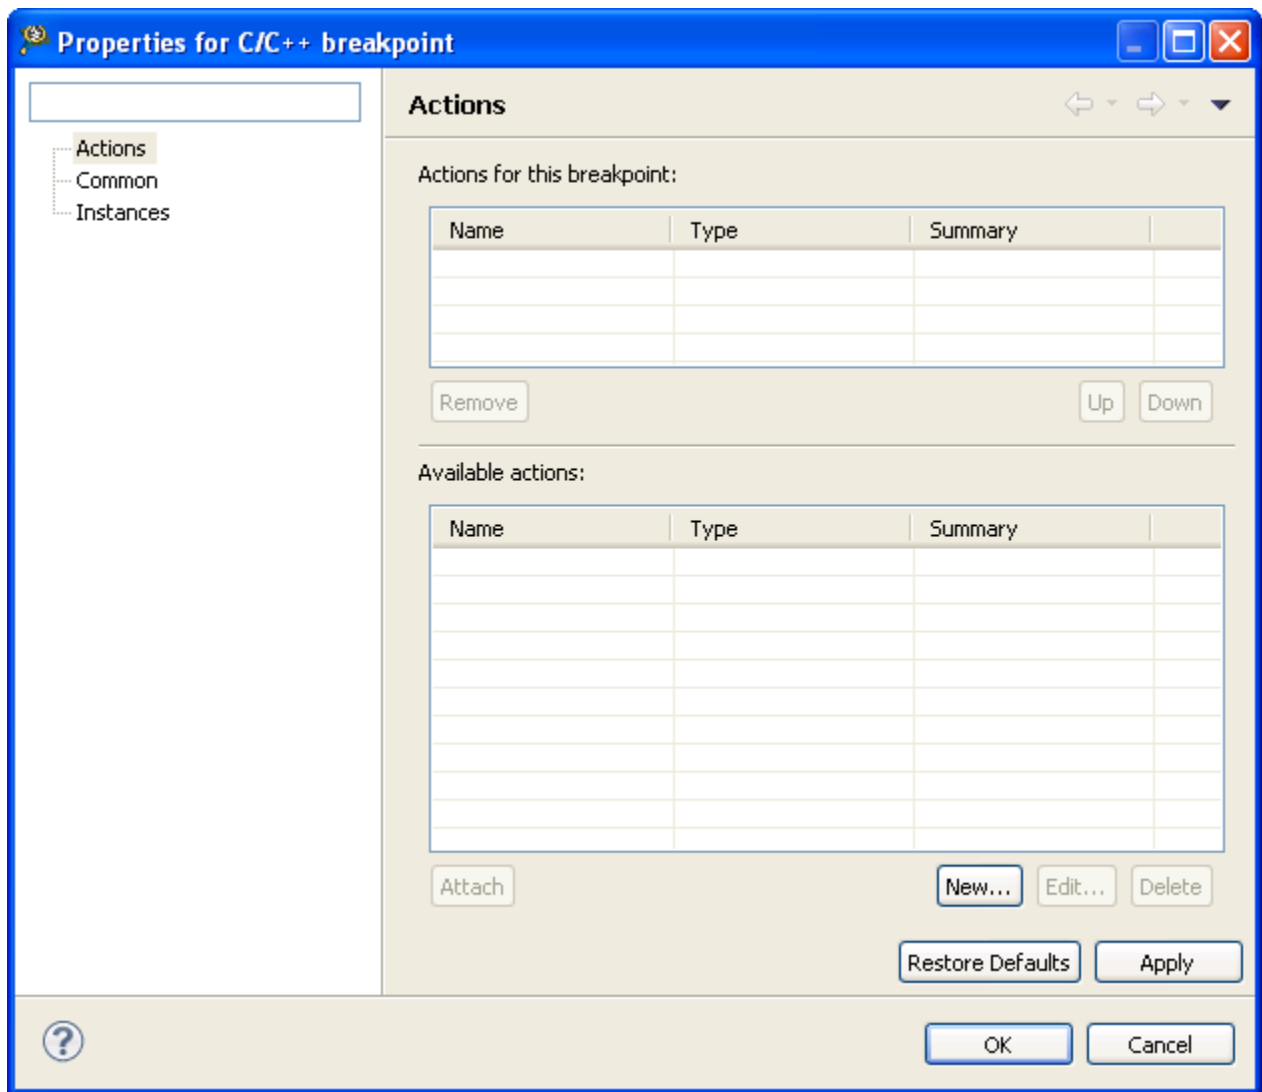 Properties for C/C++ breakpoint
Actions
Common
Instances
Actions
Actions for this breakpoint:
Name Type Summary
Remove Up Down
Available actions:
Name Type Summary
Attach New... Edit... Delete
Restore Defaults Apply
? OK Cancel